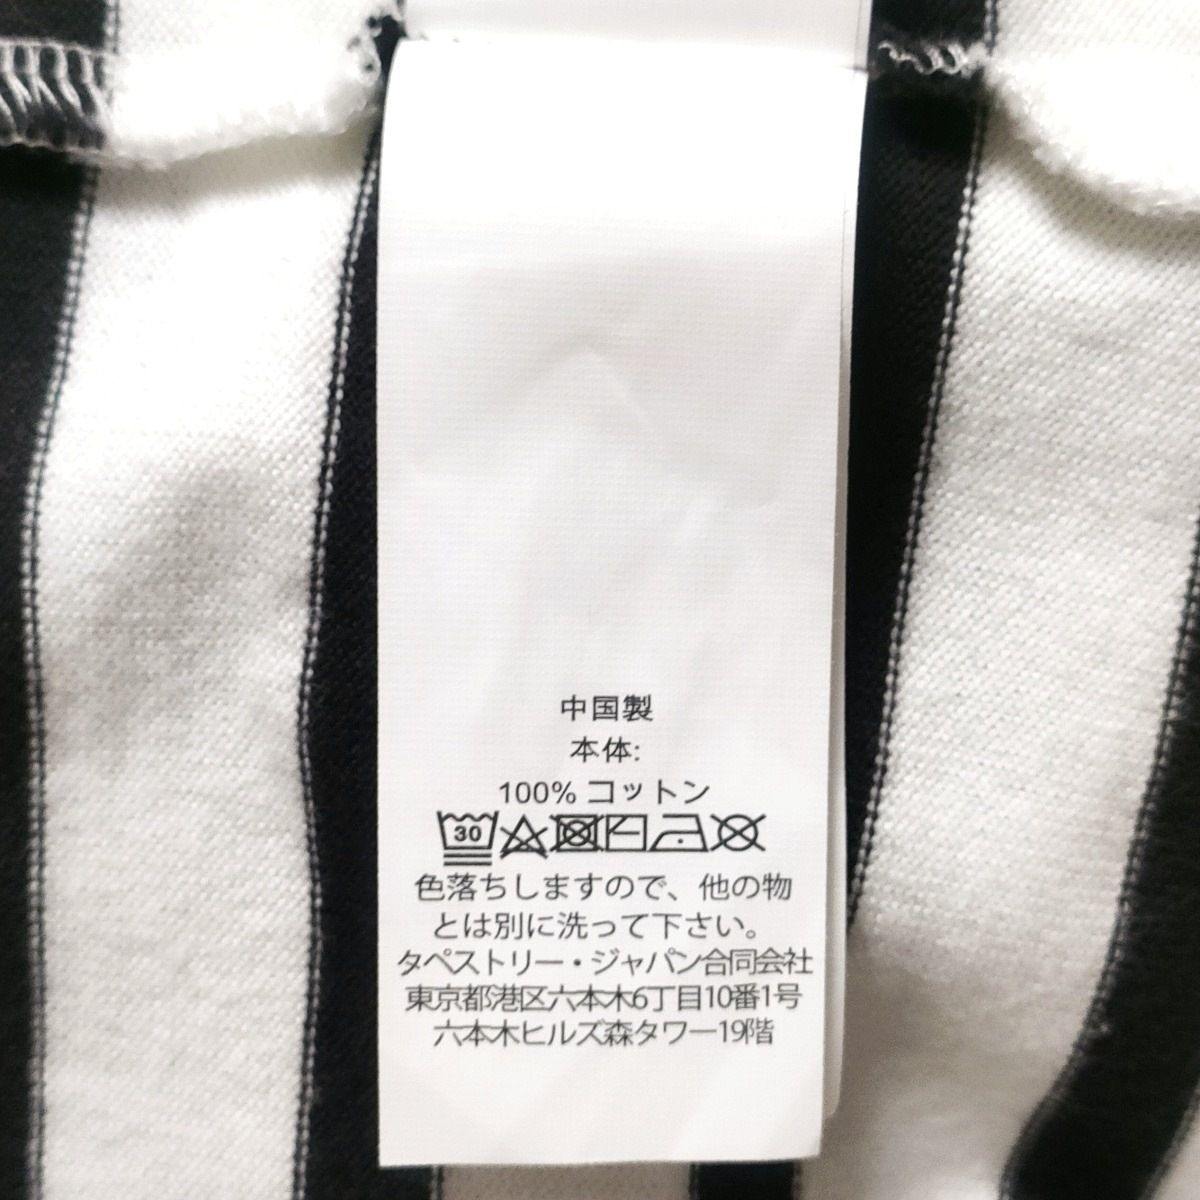 中国製
本体:
100% コットン
30
色落ちしますので、他の物
とは別に洗って下さい。
タペストリー・ジャパン合同会社
東京都港区六本木6丁目10番1号
六本木ヒルズ森タワー19階